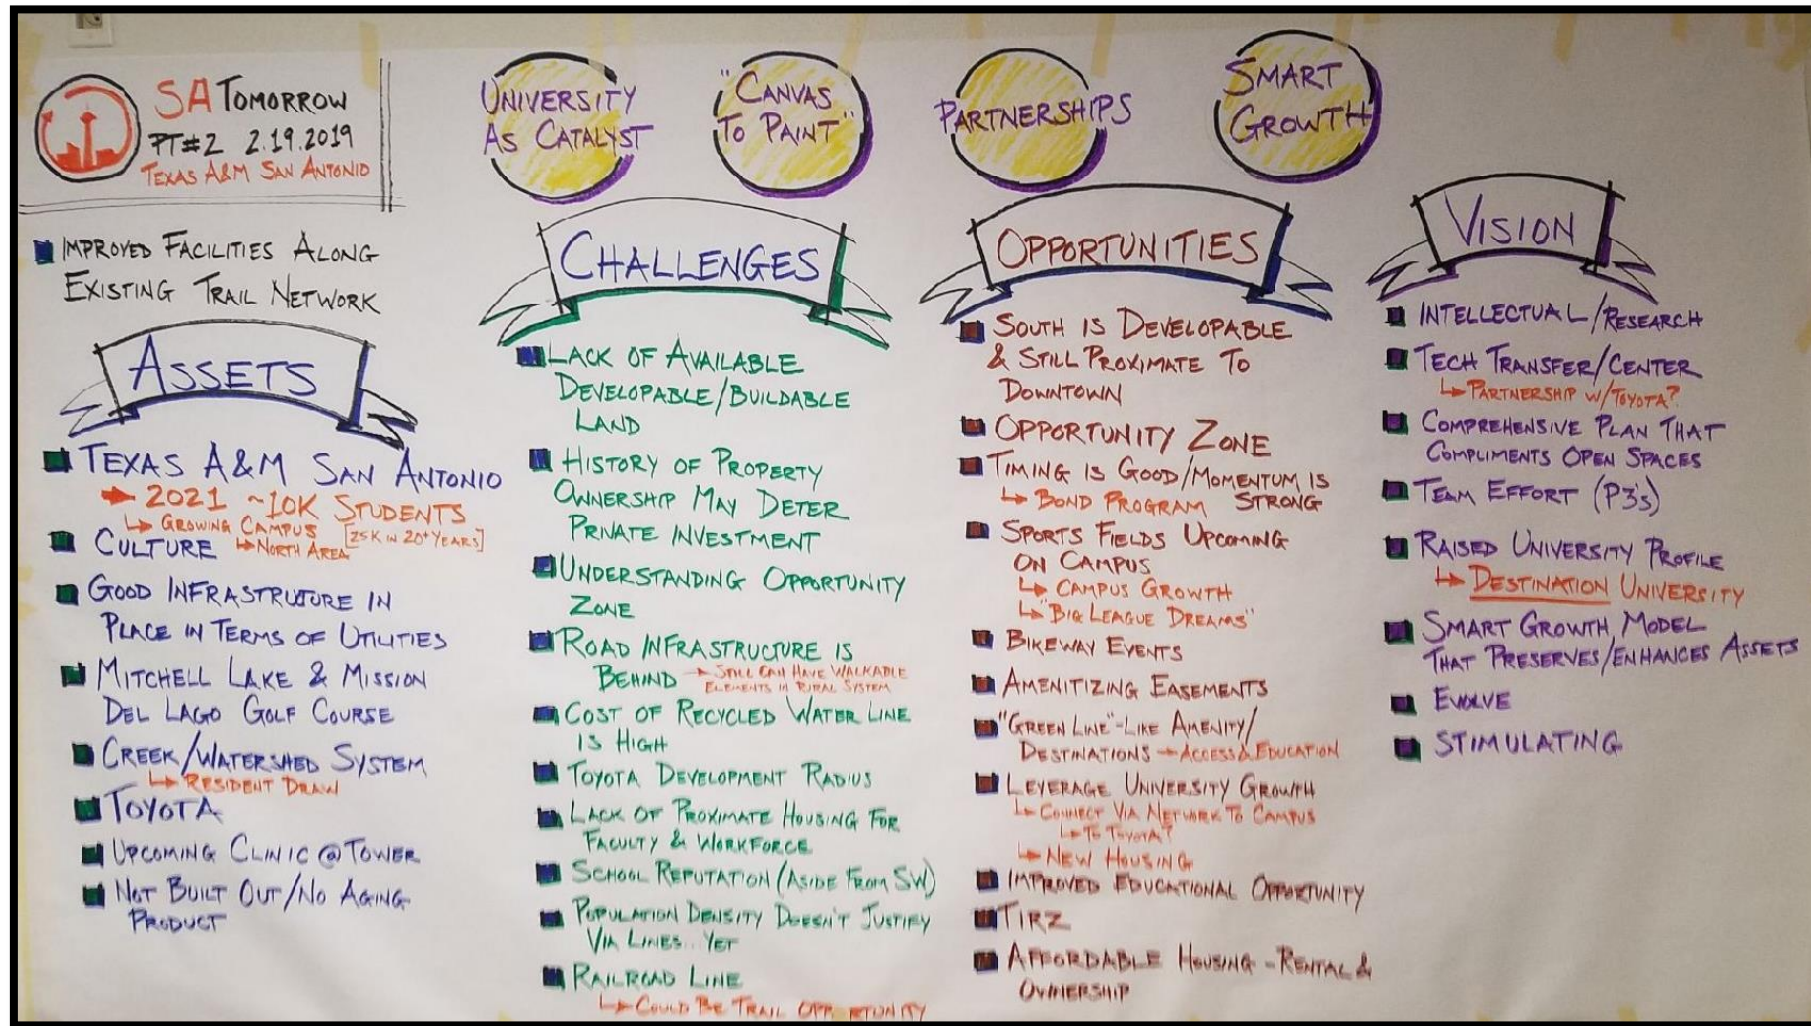 SA TOMORROW
PT#2 2.19.2019
TEXAS A&M SAN ANTONIO
UNIVERSITY
AS CATALYST
"CANVAS
TO PAINT"
PARTNERSHIPS
SMART
GROWTH
IMPROVED FACILITIES ALONG
EXISTING TRAIL NETWORK
ASSETS
TEXAS A&M SAN ANTONIO
→ 2021 ~10K STUDENTS
↳ GROWING CAMPUS [25K IN 20+ YEARS]
CULTURE ↳ NORTH AREA
GOOD INFRASTRUTURE IN
PLACE IN TERMS OF UTILITIES
MITCHELL LAKE & MISSION
DEL LAGO GOLF COURSE
CREEK/WATERSHED SYSTEM
↳ RESIDENT DRAW
TOYOTA
UPCOMING CLINIC @ TOWER
NOT BUILT OUT/NO AGING
PRODUCT
CHALLENGES
LACK OF AVAILABLE
DEVELOPABLE/BUILDABLE
LAND
HISTORY OF PROPERTY
OWNERSHIP MAY DETER
PRIVATE INVESTMENT
UNDERSTANDING OPPORTUNITY
ZONE
ROAD INFRASTRUCTURE IS
BEHIND → STILL CAN HAVE WALKABLE
ELEMENTS IN RURAL SYSTEM
COST OF RECYCLED WATER LINE
IS HIGH
TOYOTA DEVELOPMENT RADIUS
LACK OF PROXIMATE HOUSING FOR
FACULTY & WORKFORCE
SCHOOL REPUTATION (ASIDE FROM SW)
POPULATION DENSITY DOESN'T JUSTIFY
VIA LINES...YET
RAILROAD LINE
↳ COULD BE TRAIL OPPORTUNITY
OPPORTUNITIES
SOUTH IS DEVELOPABLE
& STILL PROXIMATE TO
DOWNTOWN
OPPORTUNITY ZONE
TIMING IS GOOD/MOMENTUM IS
↳ BOND PROGRAM STRONG
SPORTS FIELDS UPCOMING
ON CAMPUS
↳ CAMPUS GROWTH
↳ "BIG LEAGUE DREAMS"
BIKEWAY EVENTS
AMENITIZING EASEMENTS
"GREEN LINE"-LIKE AMENITY/
DESTINATIONS → ACCESS & EDUCATION
LEVERAGE UNIVERSITY GROWTH
↳ CONNECT VIA NETWORK TO CAMPUS
↳ TO TOYOTA?
↳ NEW HOUSING
IMPROVED EDUCATIONAL OPPORTUNITY
TIRZ
AFFORDABLE HOUSING - RENTAL &
OWNERSHIP
VISION
INTELLECTUAL/RESEARCH
TECH TRANSFER/CENTER
↳ PARTNERSHIP W/TOYOTA?
COMPREHENSIVE PLAN THAT
COMPLIMENTS OPEN SPACES
TEAM EFFORT (P3's)
RAISED UNIVERSITY PROFILE
↳ DESTINATION UNIVERSITY
SMART GROWTH MODEL
THAT PRESERVES/ENHANCES ASSETS
EVOLVE
STIMULATING